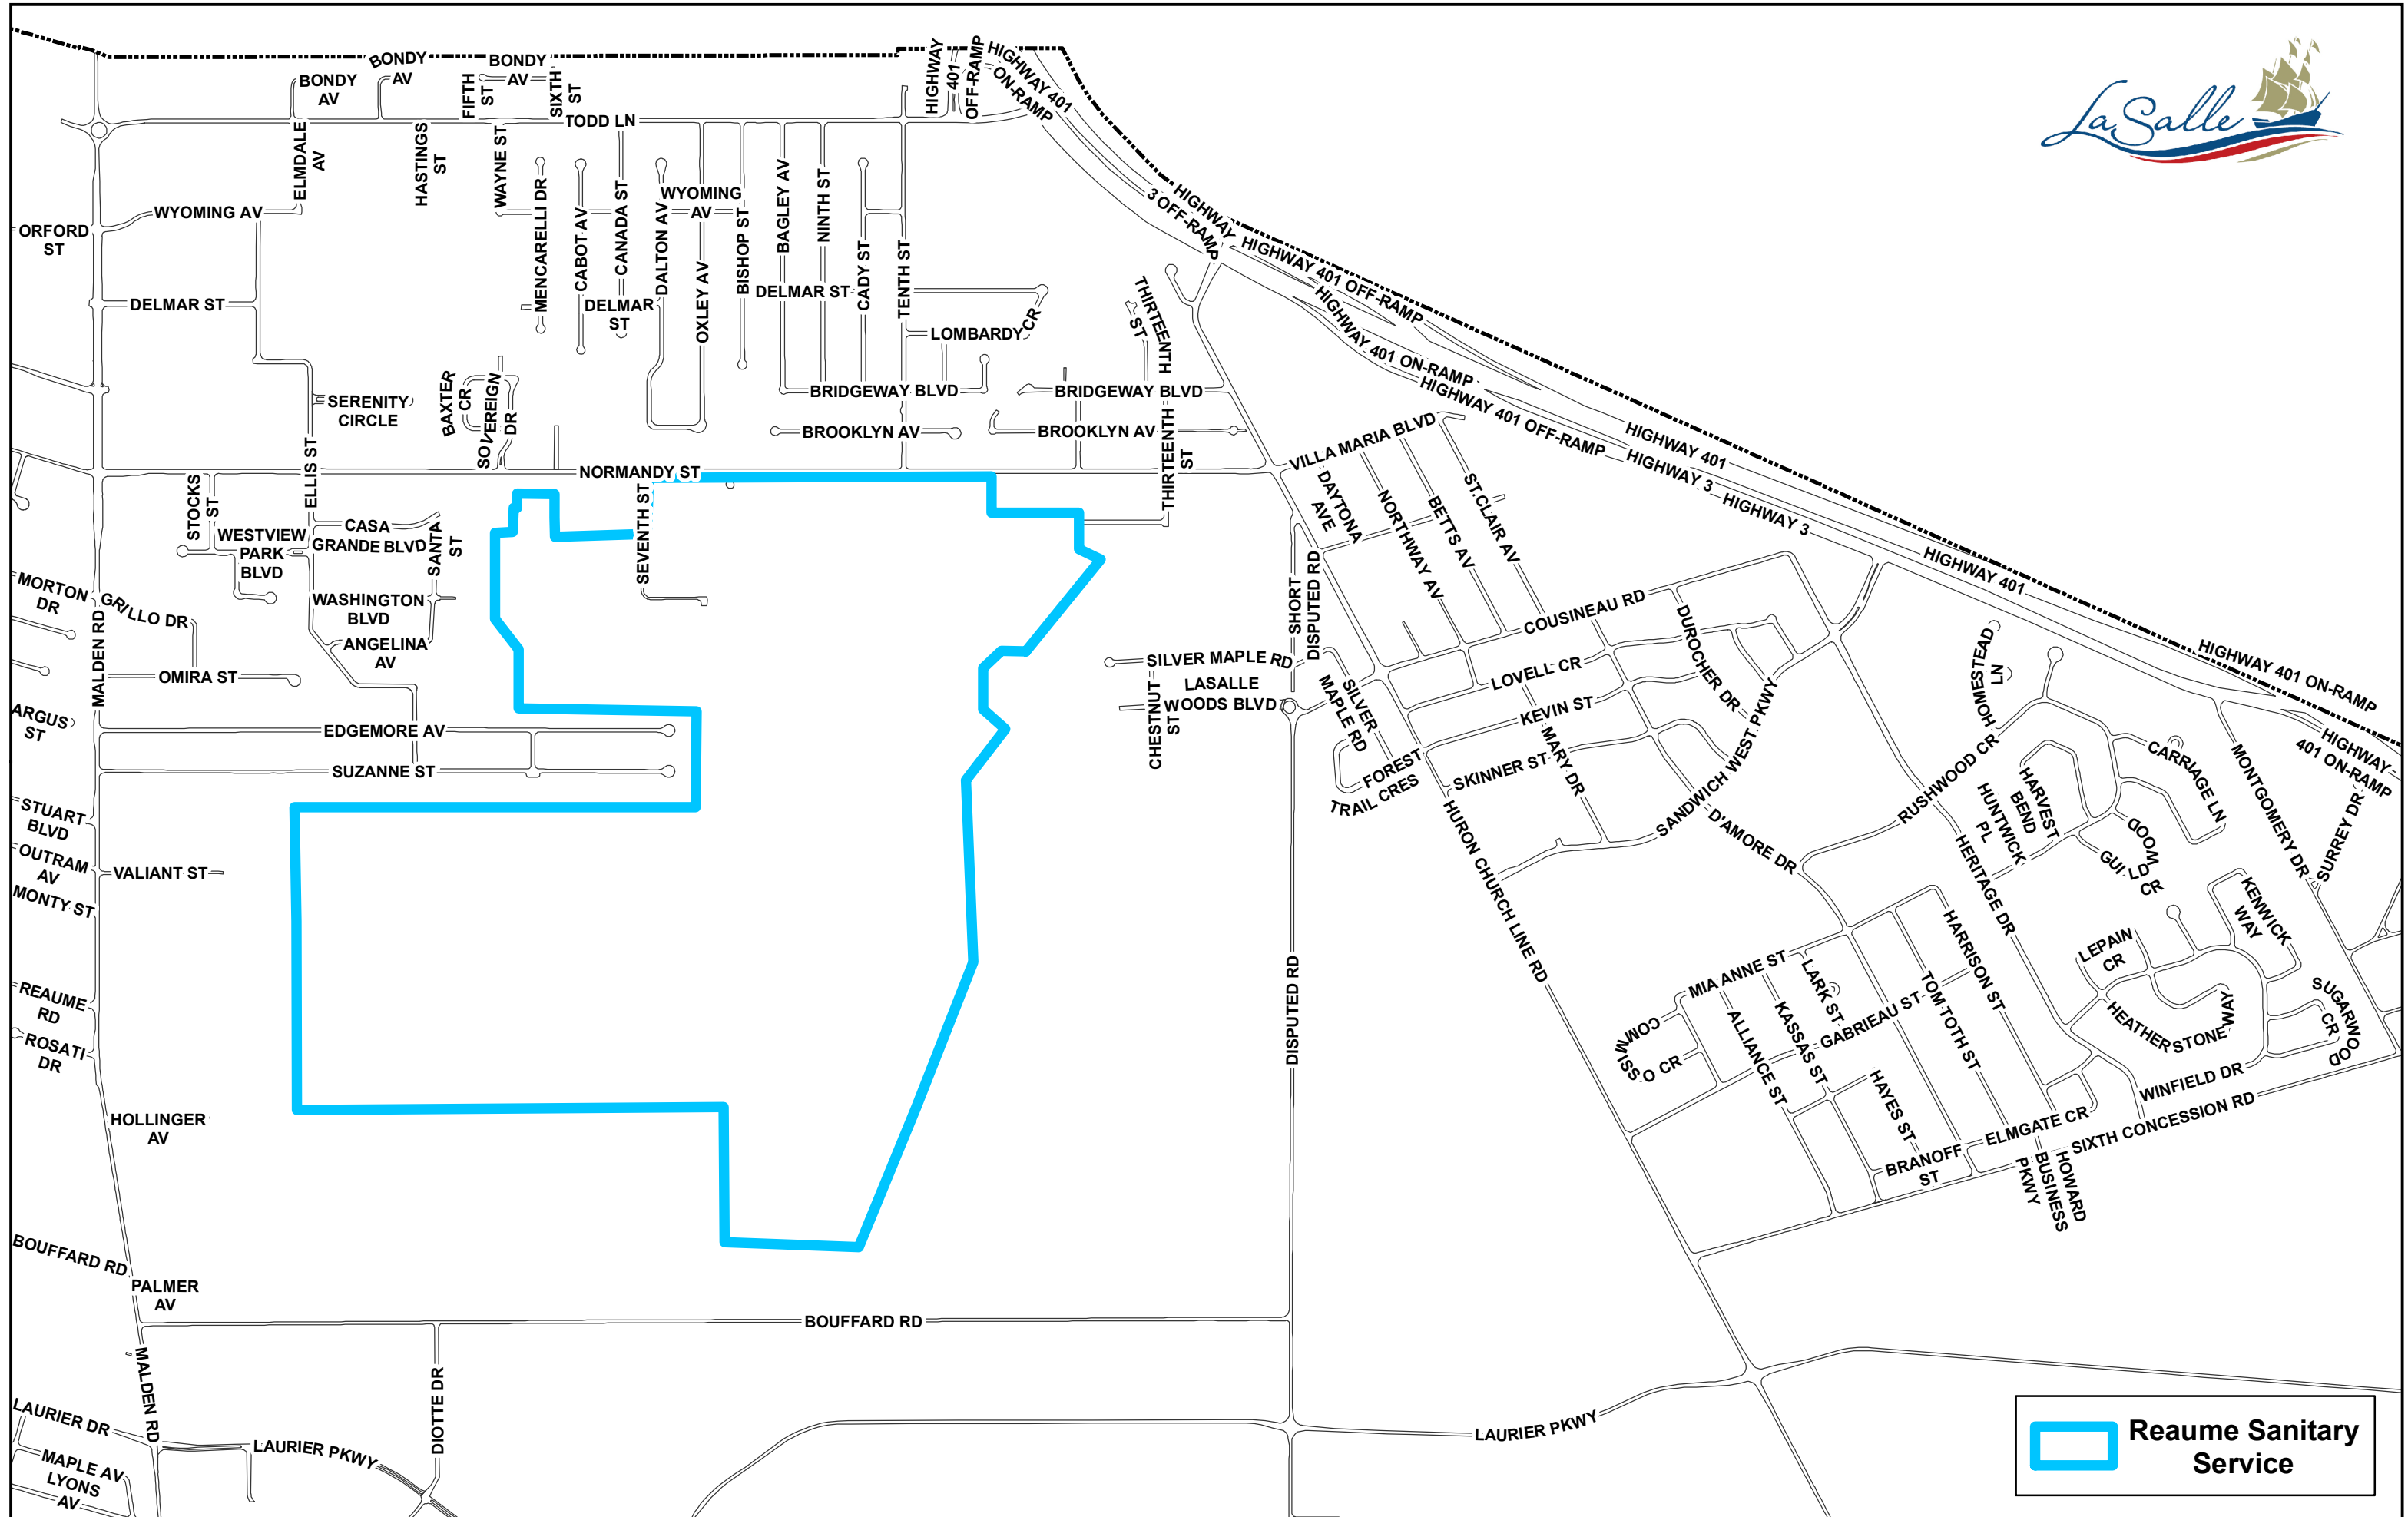 BONDY
AV
BONDY
AV
BONDY
AV
FIFTH
ST
SIXTH
ST
HIGHWAY
401
OFF-RAMP
HIGHWAY 401
ON-RAMP
LaSalle
TODD LN
ELMDALE
AV
HASTINGS
ST
WAYNE ST
MENCARELLI DR
CABOT AV
CANADA ST
DALTON AV
WYOMING
AV
OXLEY AV
BISHOP ST
BAGLEY AV
NINTH ST
CADY ST
TENTH ST
WYOMING AV
ORFORD
ST
HIGHWAY
3 OFF-RAMP
HIGHWAY 401 OFF-RAMP
HIGHWAY 401 ON-RAMP
HIGHWAY 401 OFF-RAMP
DELMAR ST
DELMAR
ST
DELMAR ST
LOMBARDY
CR
THIRTEENTH
ST
SERENITY
CIRCLE
BAXTER
CR
SOVEREIGN
DR
BRIDGEWAY BLVD
BRIDGEWAY BLVD
BROOKLYN AV
BROOKLYN AV
THIRTEENTH
ST
ELLIS ST
NORMANDY ST
VILLA MARIA BLVD
HIGHWAY 401
HIGHWAY 3
HIGHWAY 3
HIGHWAY 401
DAYTONA
AVE
NORTHWAY AV
BETTS AV
ST.CLAIR AV
STOCKS
ST
WESTVIEW
PARK
BLVD
CASA
GRANDE BLVD
SANTA
ST
SEVENTH ST
SHORT
DISPUTED RD
MORTON
DR
GRILLO DR
MALDEN RD
WASHINGTON
BLVD
ANGELINA
AV
OMIRA ST
COUSINEAU RD
DUROCHER DR
LOVELL CR
KEVIN ST
SILVER MAPLE RD
LASALLE
WOODS BLVD
CHESTNUT
ST
SILVER
MAPLE RD
FOREST
TRAIL CRES
SKINNER ST
MARY DR
SANDWICH WEST PKWY
HOMESTEAD
LN
HIGHWAY 401 ON-RAMP
HIGHWAY
401 ON-RAMP
ARGUS
ST
EDGEMORE AV
SUZANNE ST
STUART
BLVD
OUTRAM
AV
MONTY ST
VALIANT ST
RUSHWOOD CR
CARRIAGE LN
MONTGOMERY DR
SURREY DR
HARVEST
BEND
HUNTWICK
PL
GUILDWOOD
CR
D'AMORE DR
HURON CHURCH LINE RD
HERITAGE DR
KENWICK
WAY
LEPAIN
CR
HARRISON ST
MIA ANNE ST
LARK ST
TOM TOTH ST
KASSAS ST
ALLIANCE ST
GABRIEAU ST
COMMISSO CR
HEATHERSTONE
WAY
SUGARWOOD
CR
DISPUTED RD
REAUME
RD
ROSATI
DR
HOLLINGER
AV
HAYES ST
WINFIELD DR
ELMGATE CR
SIXTH CONCESSION RD
BRANOFF
ST
HOWARD
BUSINESS
PKWY
BOUFFARD RD
PALMER
AV
BOUFFARD RD
MALDEN RD
DIOTTE DR
LAURIER DR
LAURIER PKWY
LAURIER PKWY
MAPLE AV
LYONS
AV
Reaume Sanitary
Service